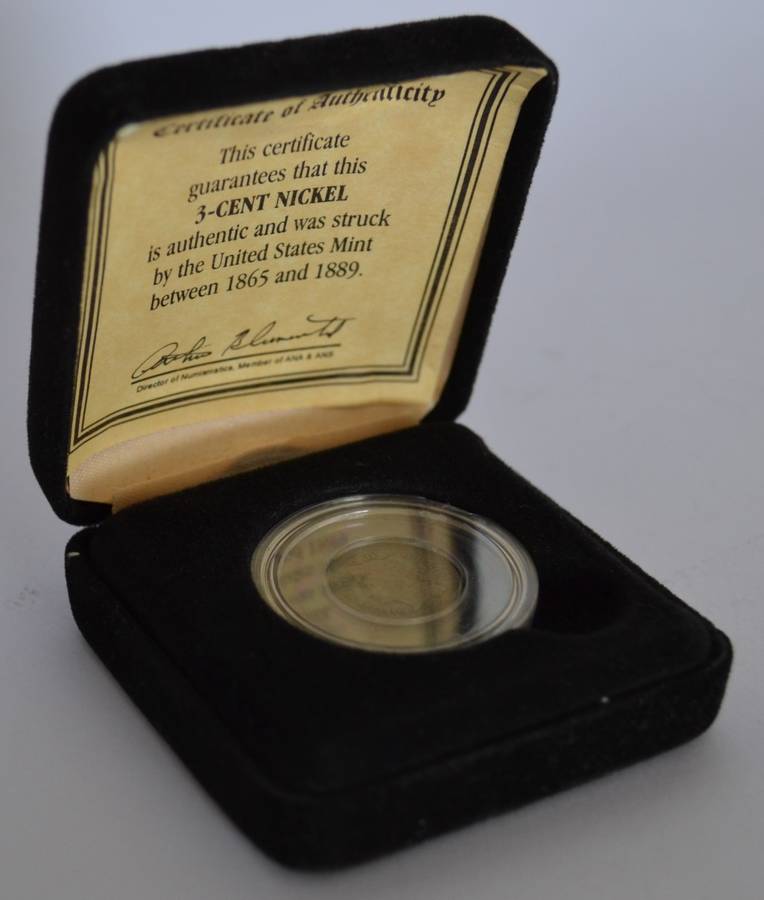 Certificate of Authenticity
This certificate
guarantees that this
3-CENT NICKEL
is authentic and was struck
by the United States Mint
between 1865 and 1889.
Director of Numismatics, Member of ANA & ANS